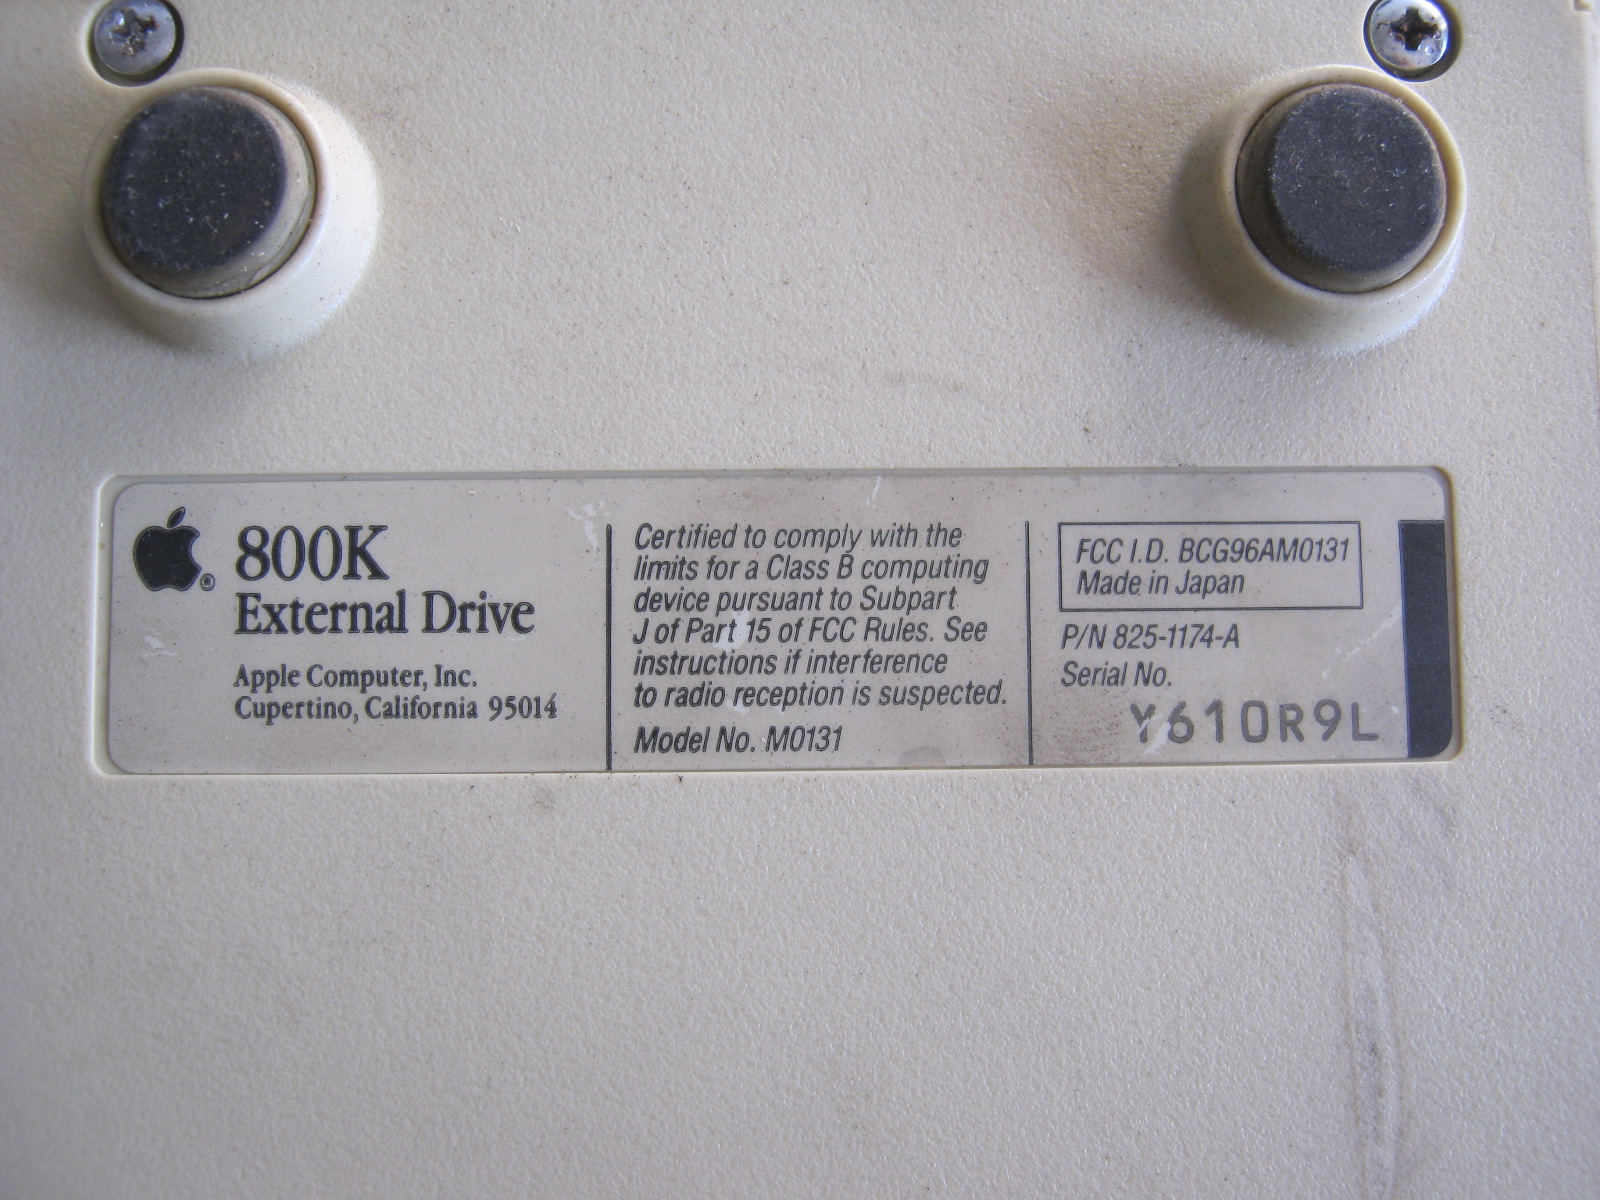 800K
External Drive
Apple Computer, Inc.
Cupertino, California 95014
Certified to comply with the
limits for a Class B computing
device pursuant to Subpart
J of Part 15 of FCC Rules. See
instructions if interference
to radio reception is suspected.
Model No. M0131
FCC I.D. BCG96AM0131
Made in Japan
P/N 825-1174-A
Serial No.
Y610R9L